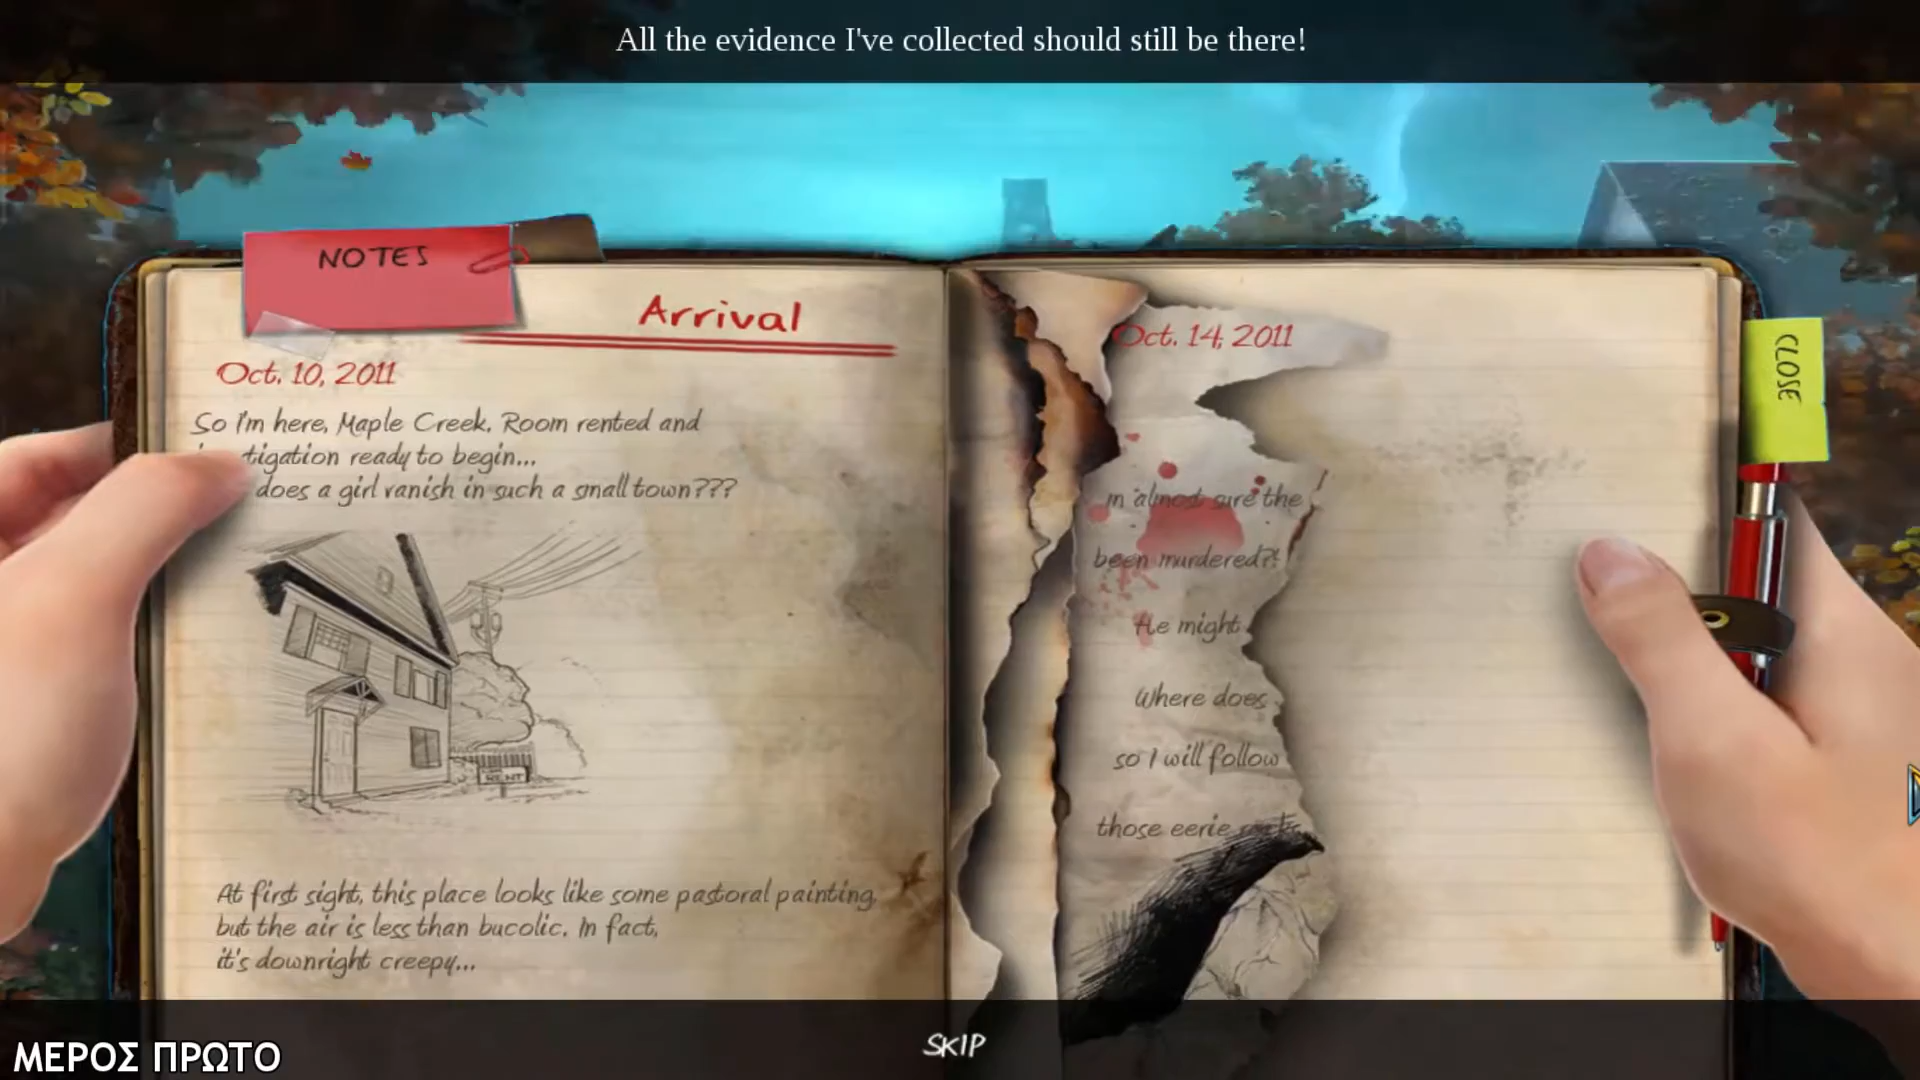 All the evidence I've collected should still be there!
NOTES
Arrival
Oct. 10, 2011
So I'm here, Maple Creek. Room rented and
tigation ready to begin...
does a girl vanish in such a small town???
RENT
At first sight, this place looks like some pastoral painting,
but the air is less than bucolic. In fact,
it's downright creepy...
Oct. 14, 2011
m almost sure the
been murdered?!
He might
Where does
so I will follow
those eerie
CLOSE
SKIP
ΜΕΡΟΣ ΠΡΩΤΟ